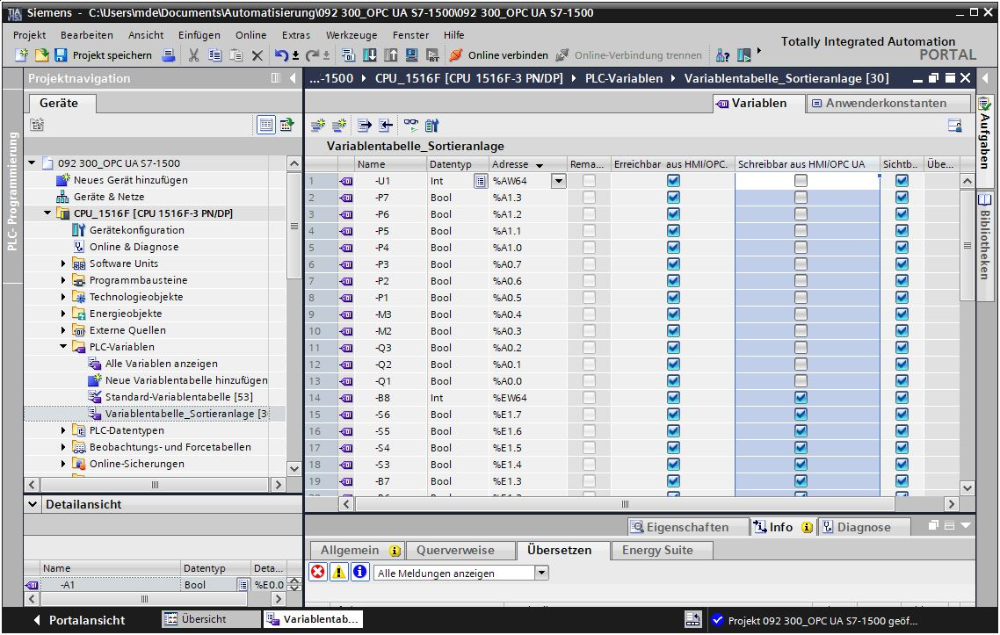 Siemens - C:\Users\mde\Documents\Automatisierung\092 300_OPC UA S7-1500\092 300_OPC UA S7-1500
Projekt Bearbeiten Ansicht Einfügen Online Extras Werkzeuge Fenster Hilfe
Totally Integrated Automation
PORTAL
Projekt speichern Online verbinden Online-Verbindung trennen
Projektnavigation
...-1500 CPU_1516F [CPU 1516F-3 PN/DP] PLC-Variablen Variablentabelle_Sortieranlage [30]
Geräte
Variablen Anwenderkonstanten
PLC- Programmierung
Aufgaben
Bibliotheken
092 300_OPC UA S7-1500
Neues Gerät hinzufügen
Geräte & Netze
CPU_1516F [CPU 1516F-3 PN/DP]
Gerätekonfiguration
Online & Diagnose
Software Units
Programmbausteine
Technologieobjekte
Energieobjekte
Externe Quellen
PLC-Variablen
Alle Variablen anzeigen
Neue Variablentabelle hinzufügen
Standard-Variablentabelle [53]
Variablentabelle_Sortieranlage [3
PLC-Datentypen
Beobachtungs- und Forcetabellen
Online-Sicherungen
Variablentabelle_Sortieranlage
Name Datentyp Adresse Rema... Erreichbar aus HMI/OPC. Schreibbar aus HMI/OPC UA Sichtb.. Übe...
1 -U1 Int %AW64
2 -P7 Bool %A1.3
3 -P6 Bool %A1.2
4 -P5 Bool %A1.1
5 -P4 Bool %A1.0
6 -P3 Bool %A0.7
7 -P2 Bool %A0.6
8 -P1 Bool %A0.5
9 -M3 Bool %A0.4
10 -M2 Bool %A0.3
11 -Q3 Bool %A0.2
12 -Q2 Bool %A0.1
13 -Q1 Bool %A0.0
14 -B8 Int %EW64
15 -S6 Bool %E1.7
16 -S5 Bool %E1.6
17 -S4 Bool %E1.5
18 -S3 Bool %E1.4
19 -B7 Bool %E1.3
Detailansicht
Name Datentyp Deta...
-A1 Bool %E0.0
Eigenschaften Info Diagnose
Allgemein Querverweise Übersetzen Energy Suite
Alle Meldungen anzeigen
Portalansicht Übersicht Variablentab... Projekt 092 300_OPC UA S7-1500 geöf...